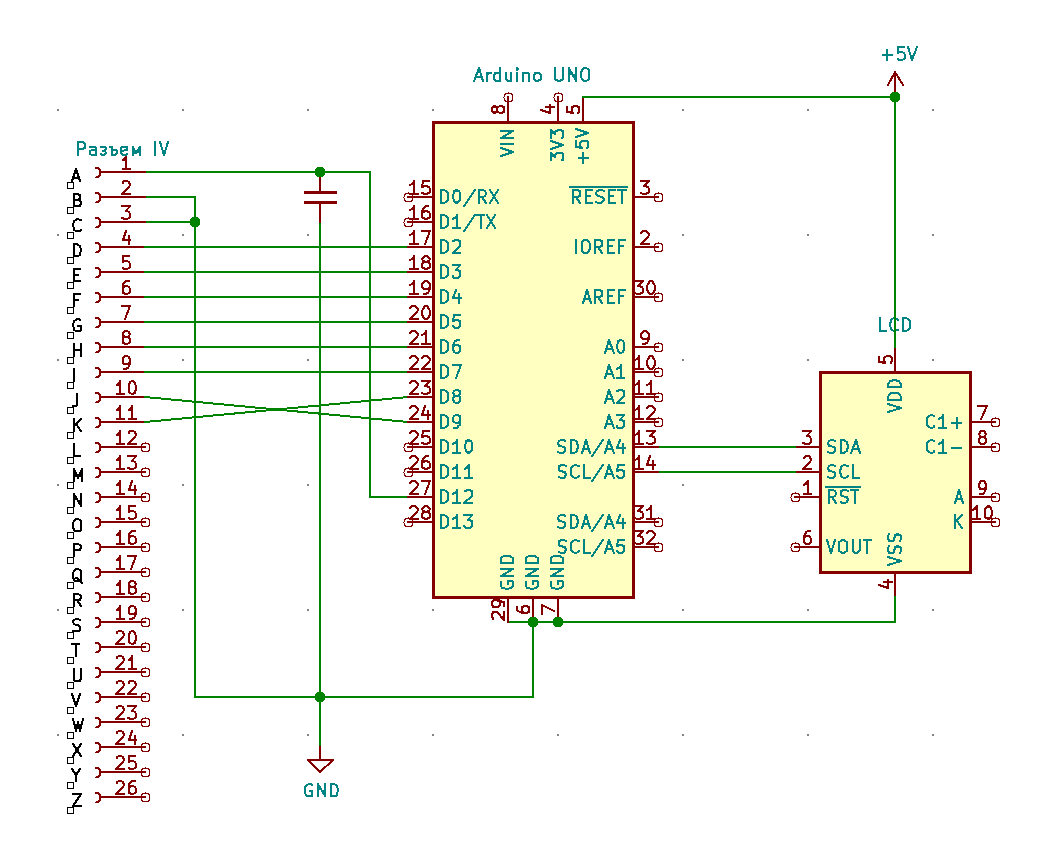 +5V
Arduino UNO
Разъем IV
8 4 5
VIN 3V3 +5V
A 1
B 2
C 3
D 4
E 5
F 6
G 7
H 8
I 9
J 10
K 11
L 12
M 13
N 14
O 15
P 16
Q 17
R 18
S 19
T 20
U 21
V 22
W 23
X 24
Y 25
Z 26
15 D0/RX
16 D1/TX
17 D2
18 D3
19 D4
20 D5
21 D6
22 D7
23 D8
24 D9
25 D10
26 D11
27 D12
28 D13
RESET 3
IOREF 2
AREF 30
A0 9
A1 10
A2 11
A3 12
SDA/A4 13
SCL/A5 14
SDA/A4 31
SCL/A5 32
GND GND GND
29 6 7
GND
LCD
5
VDD
3 SDA
2 SCL
1 RST
6 VOUT
C1+ 7
C1- 8
A 9
K 10
VSS
4